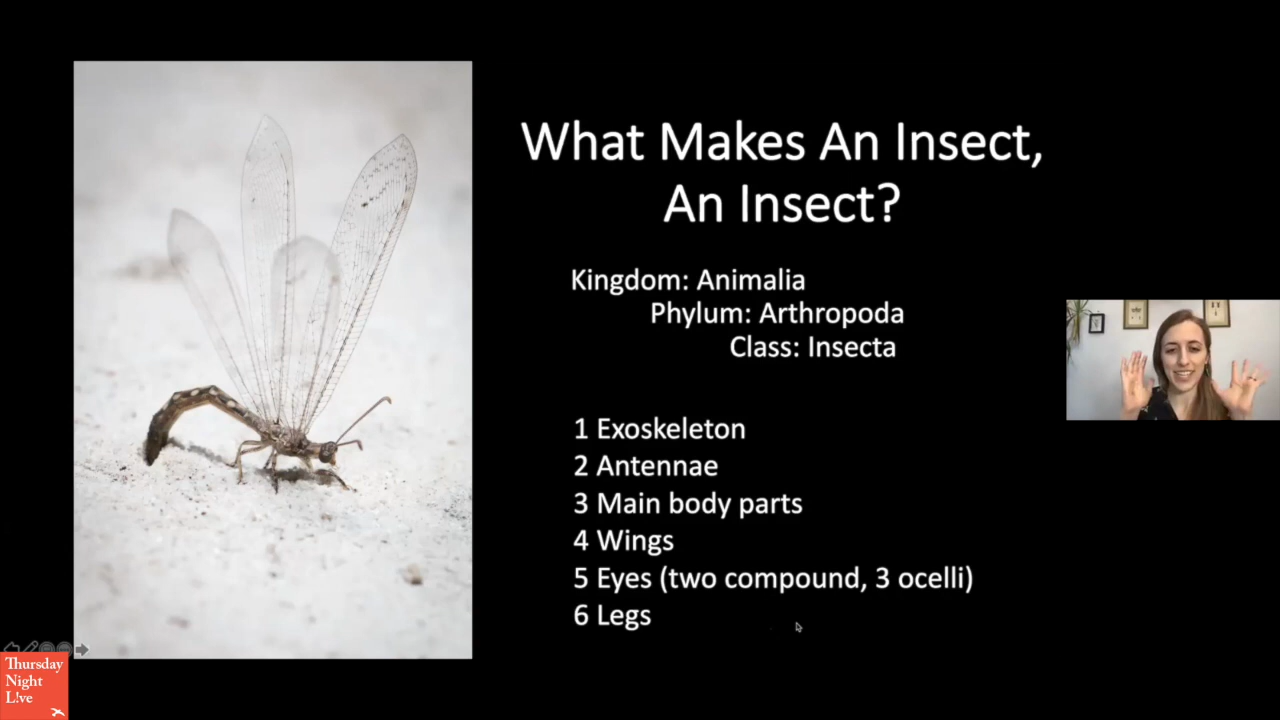 What Makes An Insect,
An Insect?
Kingdom: Animalia
Phylum: Arthropoda
Class: Insecta
1 Exoskeleton
2 Antennae
3 Main body parts
4 Wings
5 Eyes (two compound, 3 ocelli)
6 Legs
Thursday
Night
L!ve